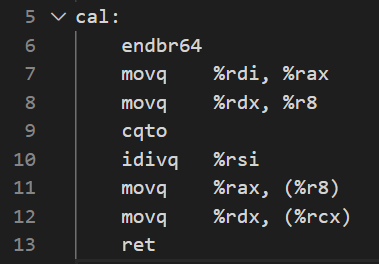 5 cal:
6 endbr64
7 movq %rdi, %rax
8 movq %rdx, %r8
9 cqto
10 idivq %rsi
11 movq %rax, (%r8)
12 movq %rdx, (%rcx)
13 ret